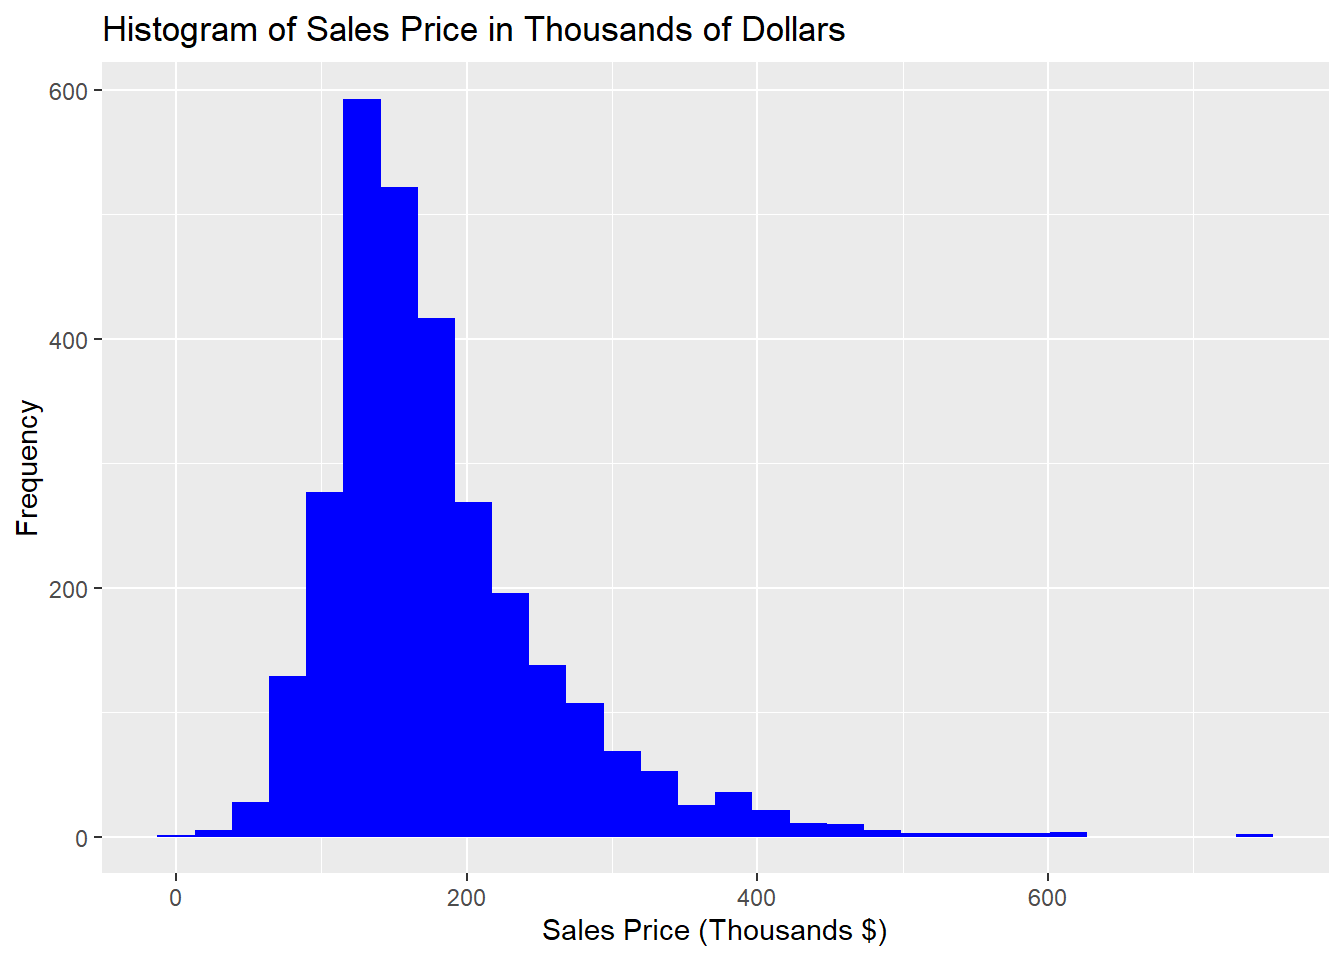 Histogram of Sales Price in Thousands of Dollars
600
400
200
0
Frequency
0 200 400 600
Sales Price (Thousands $)